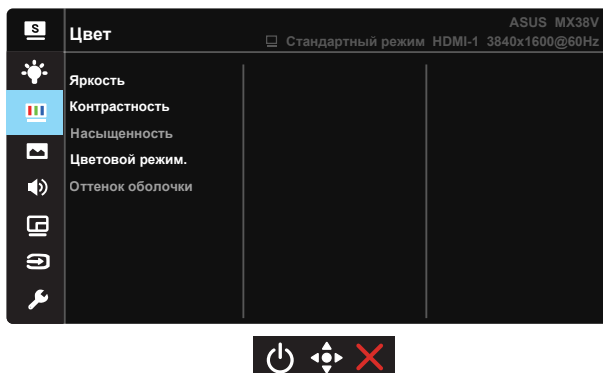 S
Цвет
ASUS MX38V
Стандартный режим HDMI-1 3840x1600@60Hz
Яркость
Контрастность
Насыщенность
Цветовой режим.
Оттенок оболочки